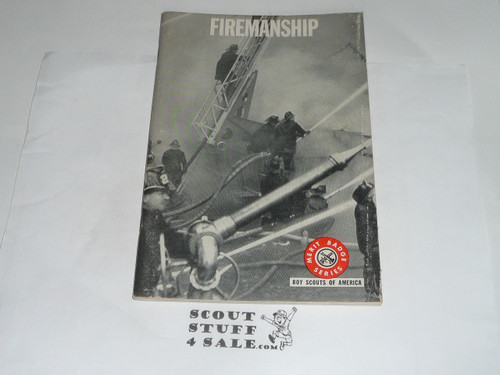 FIREMANSHIP
MERIT BADGE SERIES
BOY SCOUTS OF AMERICA
SCOUT
STUFF
4 SALE.COM